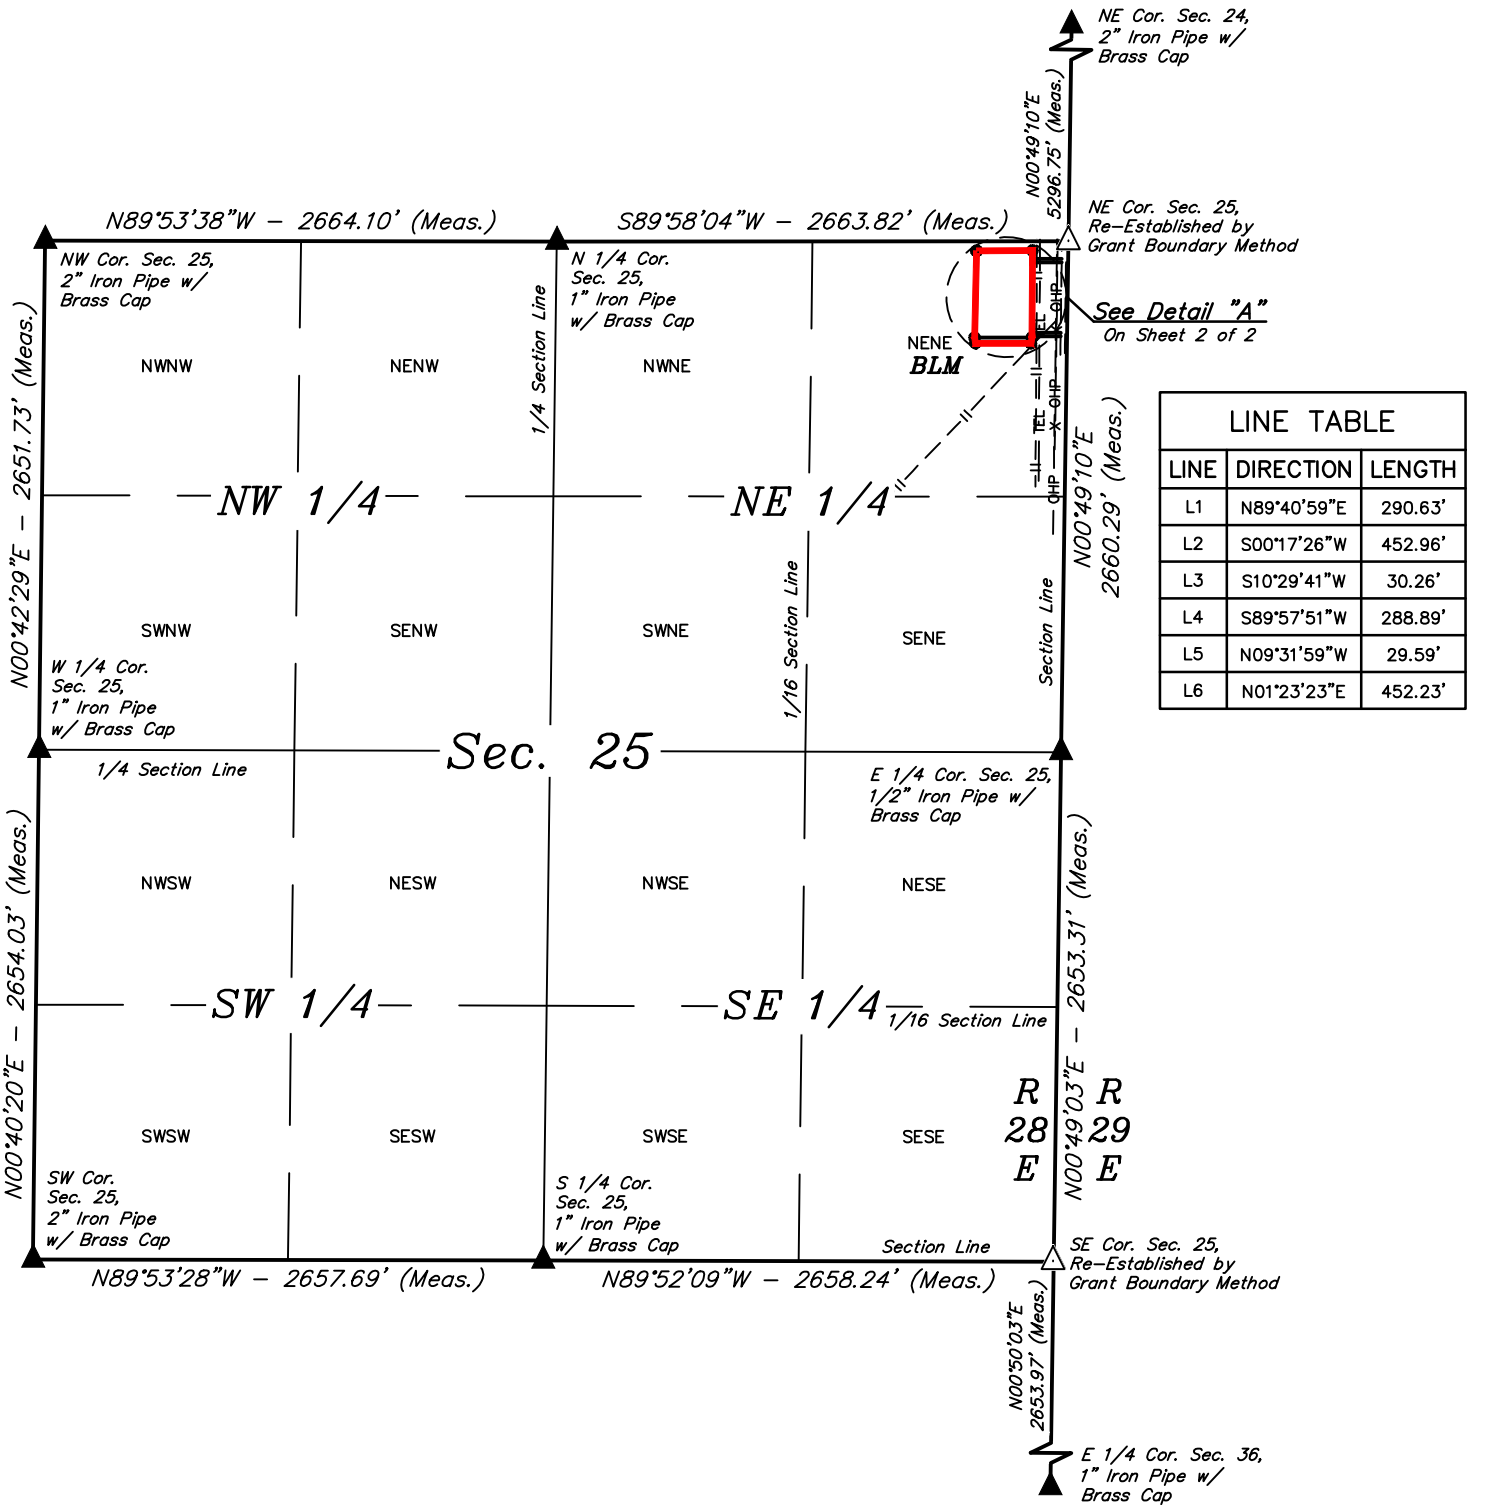 NE Cor. Sec. 24,
2" Iron Pipe w/
Brass Cap
N00°49'10"E
5296.75' (Meas.)
N89°53'38"W - 2664.10' (Meas.)
S89°58'04"W - 2663.82' (Meas.)
NE Cor. Sec. 25,
Re-Established by
Grant Boundary Method
NW Cor. Sec. 25,
2" Iron Pipe w/
Brass Cap
N 1/4 Cor.
Sec. 25,
1" Iron Pipe
w/ Brass Cap
1/4 Section Line
See Detail "A"
On Sheet 2 of 2
NENE
BLM
TEL
OHP
TEL
X
OHP
OHP
NWNW
NENW
NWNE
N00°42'29"E - 2651.73' (Meas.)
NW 1/4
NE 1/4
N00°49'10"E
2660.29' (Meas.)
LINE TABLE
LINE DIRECTION LENGTH
L1 N89°40'59"E 290.63'
L2 S00°17'26"W 452.96'
L3 S10°29'41"W 30.26'
L4 S89°57'51"W 288.89'
L5 N09°31'59"W 29.59'
L6 N01°23'23"E 452.23'
1/16 Section Line
Section Line
SWNW
SENW
SWNE
SENE
W 1/4 Cor.
Sec. 25,
1" Iron Pipe
w/ Brass Cap
Sec. 25
1/4 Section Line
E 1/4 Cor. Sec. 25,
1/2" Iron Pipe w/
Brass Cap
NWSW
NESW
NWSE
NESE
N00°40'20"E - 2654.03' (Meas.)
N00°49'03"E - 2653.31' (Meas.)
SW 1/4
SE 1/4
1/16 Section Line
R R
28 29
E E
SWSW
SESW
SWSE
SESE
SW Cor.
Sec. 25,
2" Iron Pipe
w/ Brass Cap
S 1/4 Cor.
Sec. 25,
1" Iron Pipe
w/ Brass Cap
Section Line
SE Cor. Sec. 25,
Re-Established by
Grant Boundary Method
N89°53'28"W - 2657.69' (Meas.)
N89°52'09"W - 2658.24' (Meas.)
N00°50'03"E
2653.97' (Meas.)
E 1/4 Cor. Sec. 36,
1" Iron Pipe w/
Brass Cap